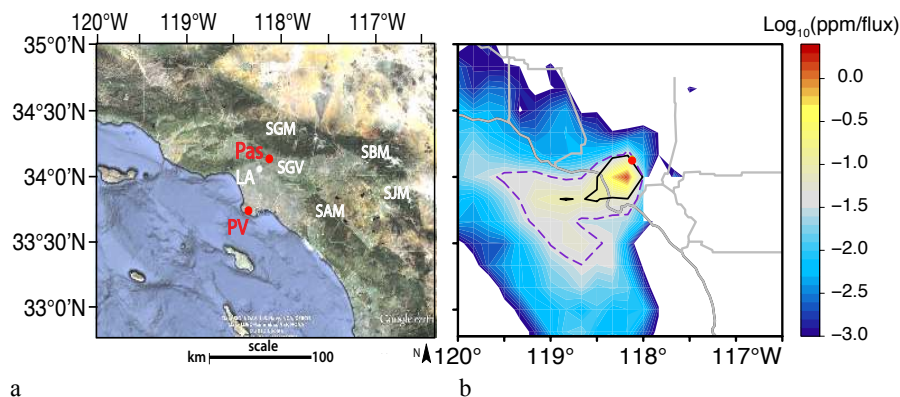 120°W 119°W 118°W 117°W
Log₁₀(ppm/flux)
35°0'N
34°30'N
34°0'N
33°30'N
33°0'N
SGM
Pas
SBM
SGV
LA
SJM
SAM
PV
Google earth
scale
km 100
N
0.0
−0.5
−1.0
−1.5
−2.0
−2.5
−3.0
120° 119° 118° 117°W
a b